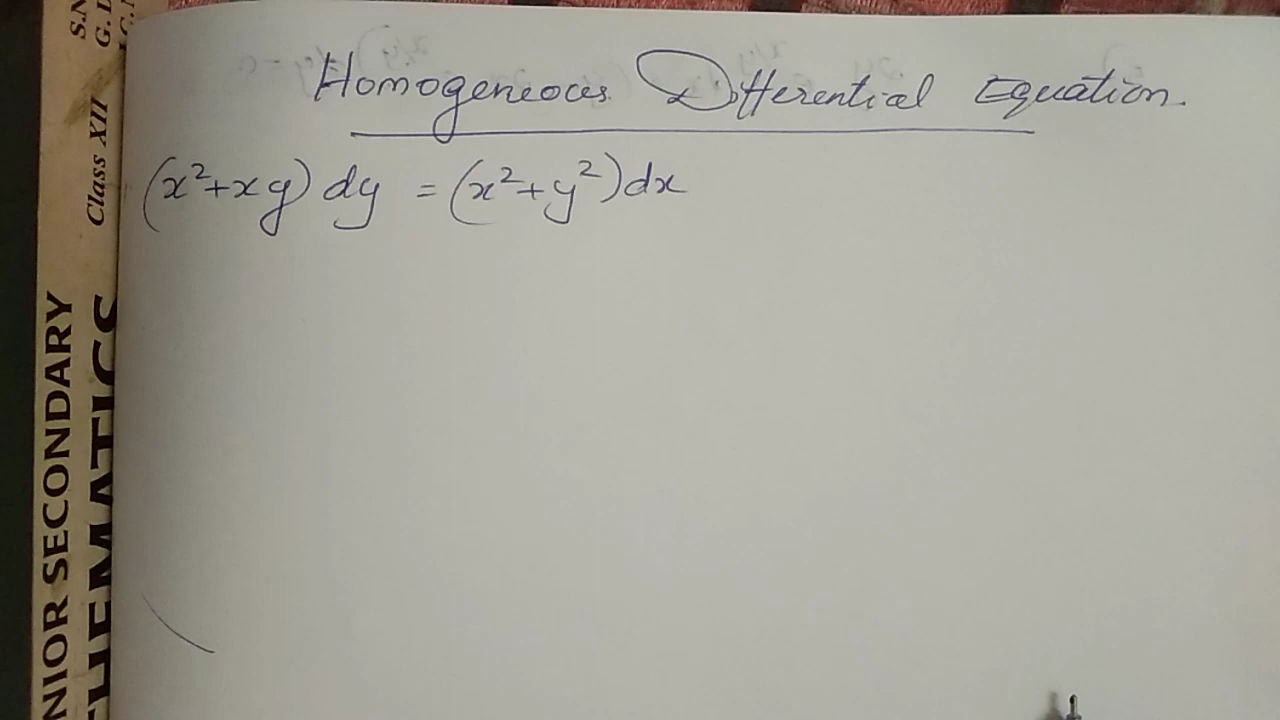 Homogeneous Differential Equation.
(x²+xy) dy = (x²+y²)dx
Class XII
NIOR SECONDARY